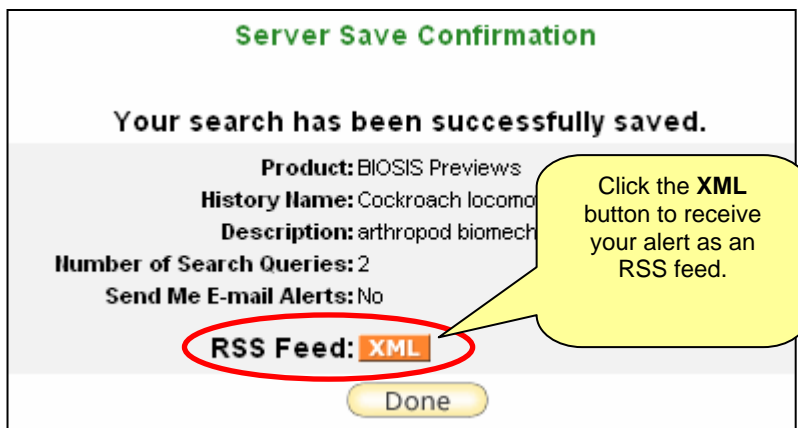 Server Save Confirmation
Your search has been successfully saved.
Product: BIOSIS Previews
History Name: Cockroach locomo
Description: arthropod biomech
Number of Search Queries: 2
Send Me E-mail Alerts: No
RSS Feed: XML
Done
Click the XML
button to receive
your alert as an
RSS feed.